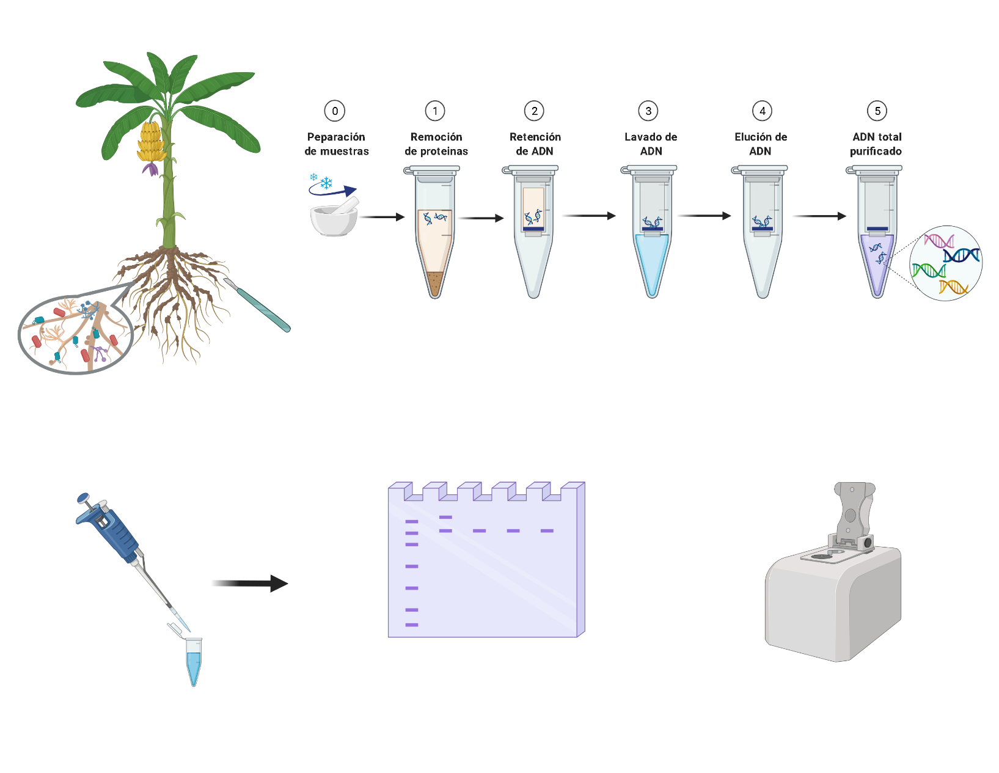 0
Peparación
de muestras
1
Remoción
de proteinas
2
Retención
de ADN
3
Lavado de
ADN
4
Elución de
ADN
5
ADN total
purificado